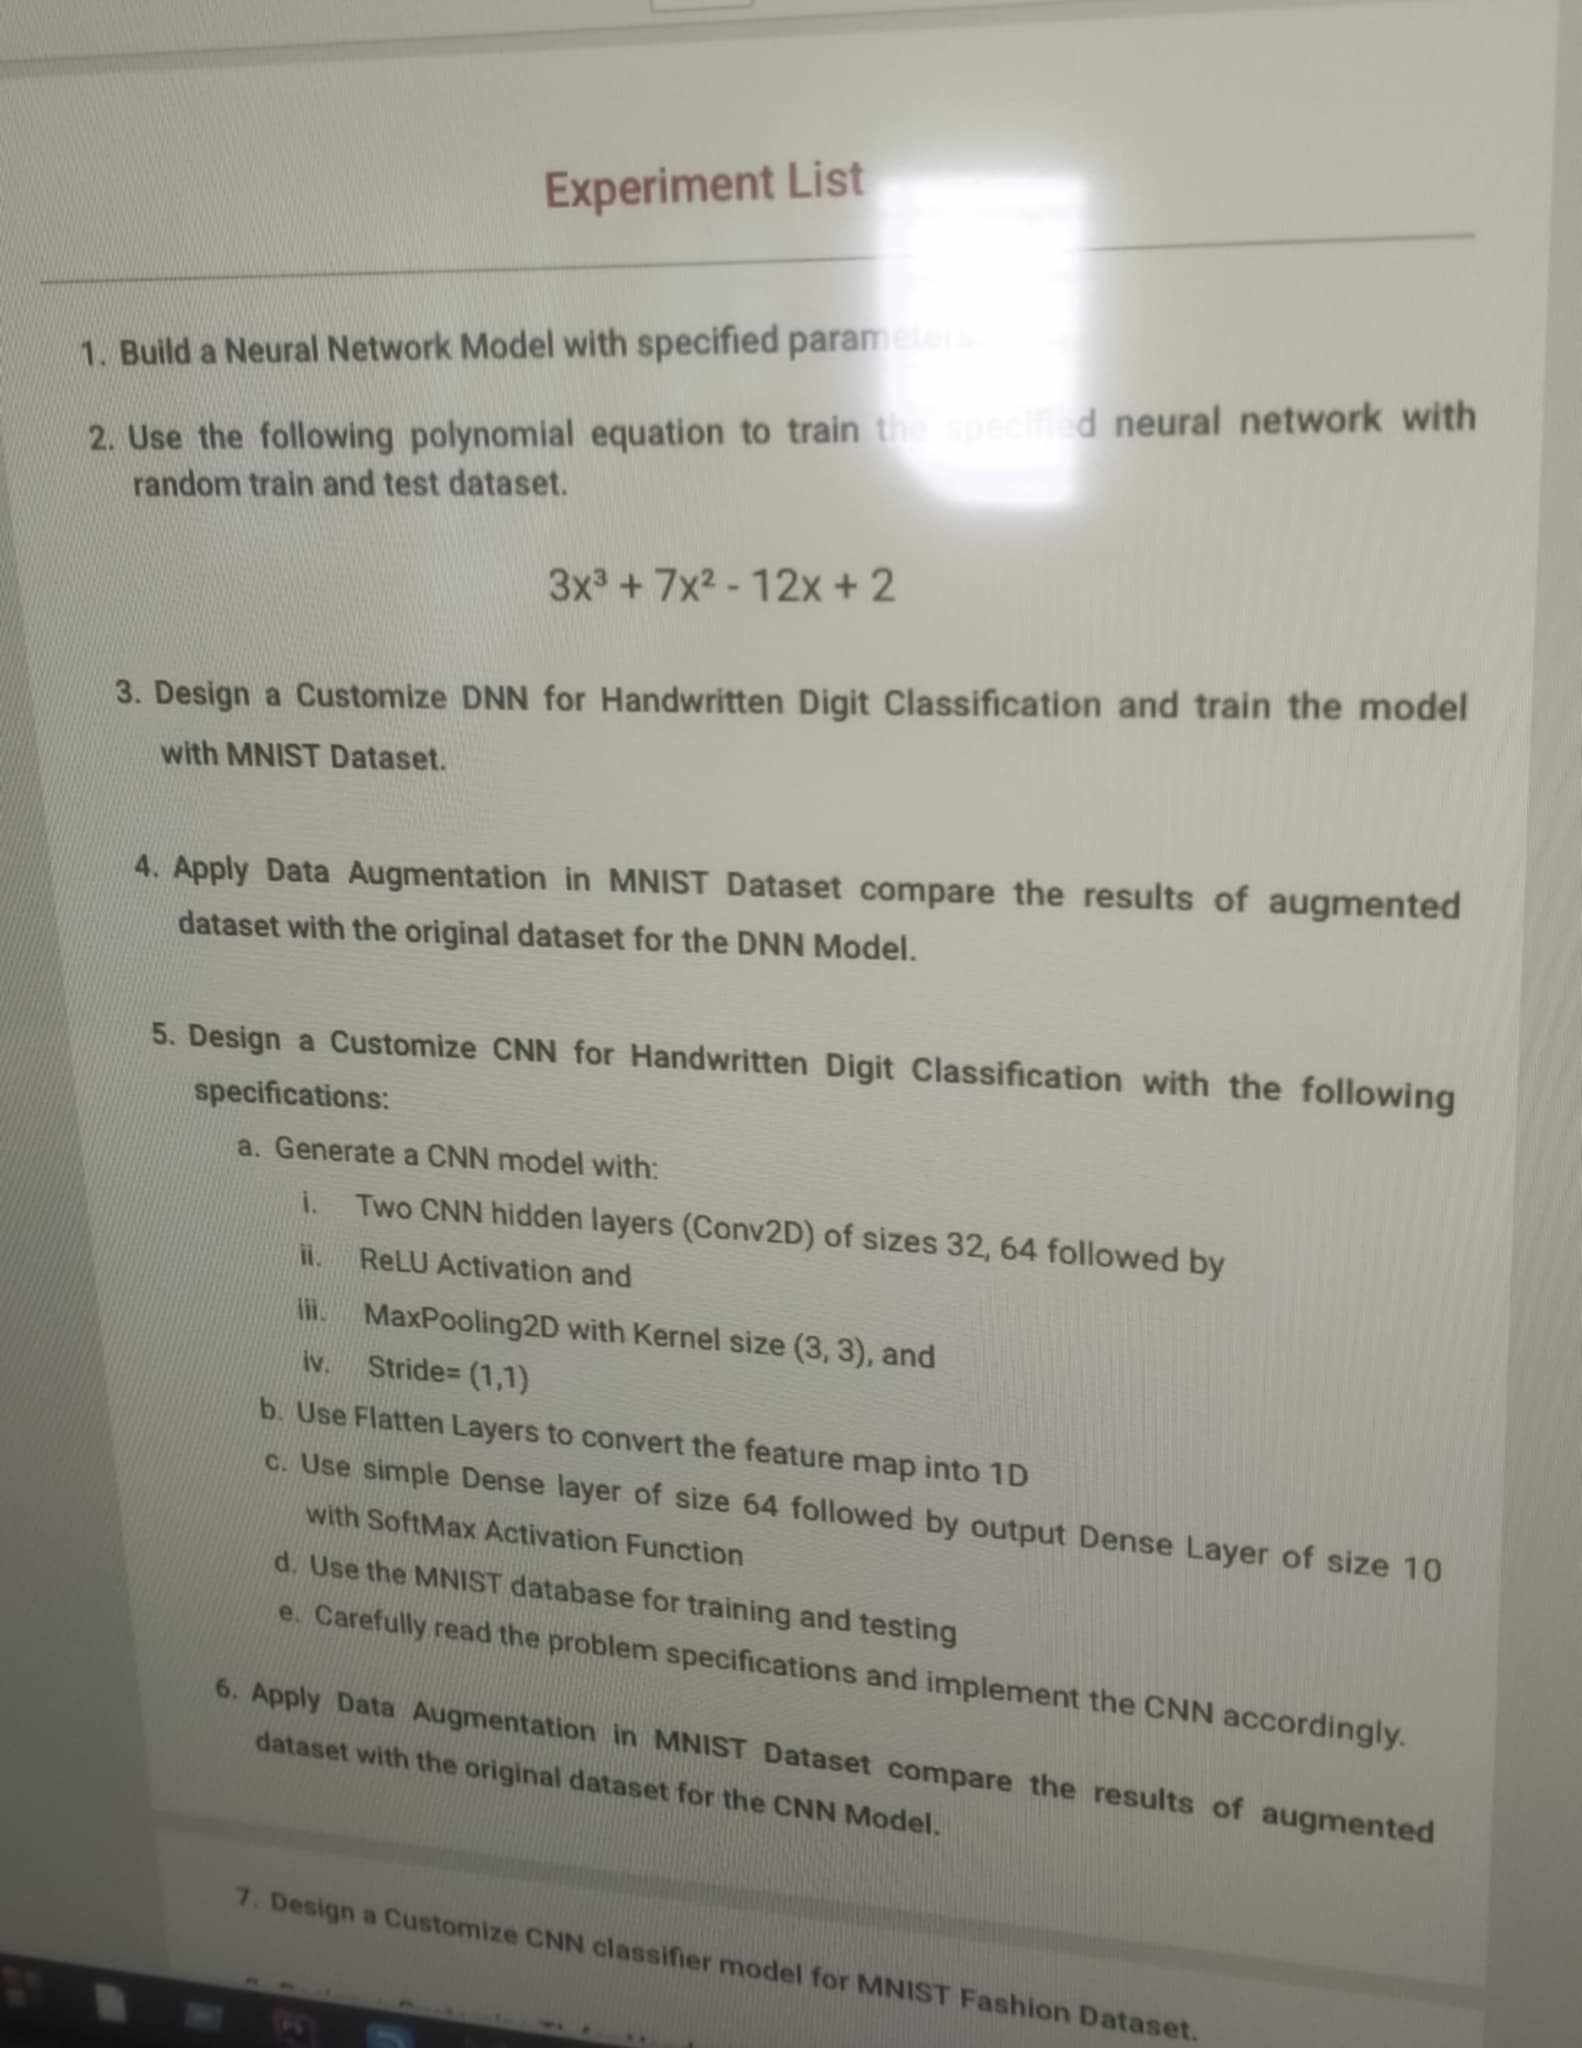 Experiment List
1. Build a Neural Network Model with specified parameters
2. Use the following polynomial equation to train the specified neural network with
random train and test dataset.
3x³ + 7x² - 12x + 2
3. Design a Customize DNN for Handwritten Digit Classification and train the model
with MNIST Dataset.
4. Apply Data Augmentation in MNIST Dataset compare the results of augmented
dataset with the original dataset for the DNN Model.
5. Design a Customize CNN for Handwritten Digit Classification with the following
specifications:
a. Generate a CNN model with:
i. Two CNN hidden layers (Conv2D) of sizes 32, 64 followed by
ii. ReLU Activation and
iii. MaxPooling2D with Kernel size (3, 3), and
iv. Stride= (1,1)
b. Use Flatten Layers to convert the feature map into 1D
c. Use simple Dense layer of size 64 followed by output Dense Layer of size 10
with SoftMax Activation Function
d. Use the MNIST database for training and testing
e. Carefully read the problem specifications and implement the CNN accordingly.
6. Apply Data Augmentation in MNIST Dataset compare the results of augmented
dataset with the original dataset for the CNN Model.
7. Design a Customize CNN classifier model for MNIST Fashion Dataset.